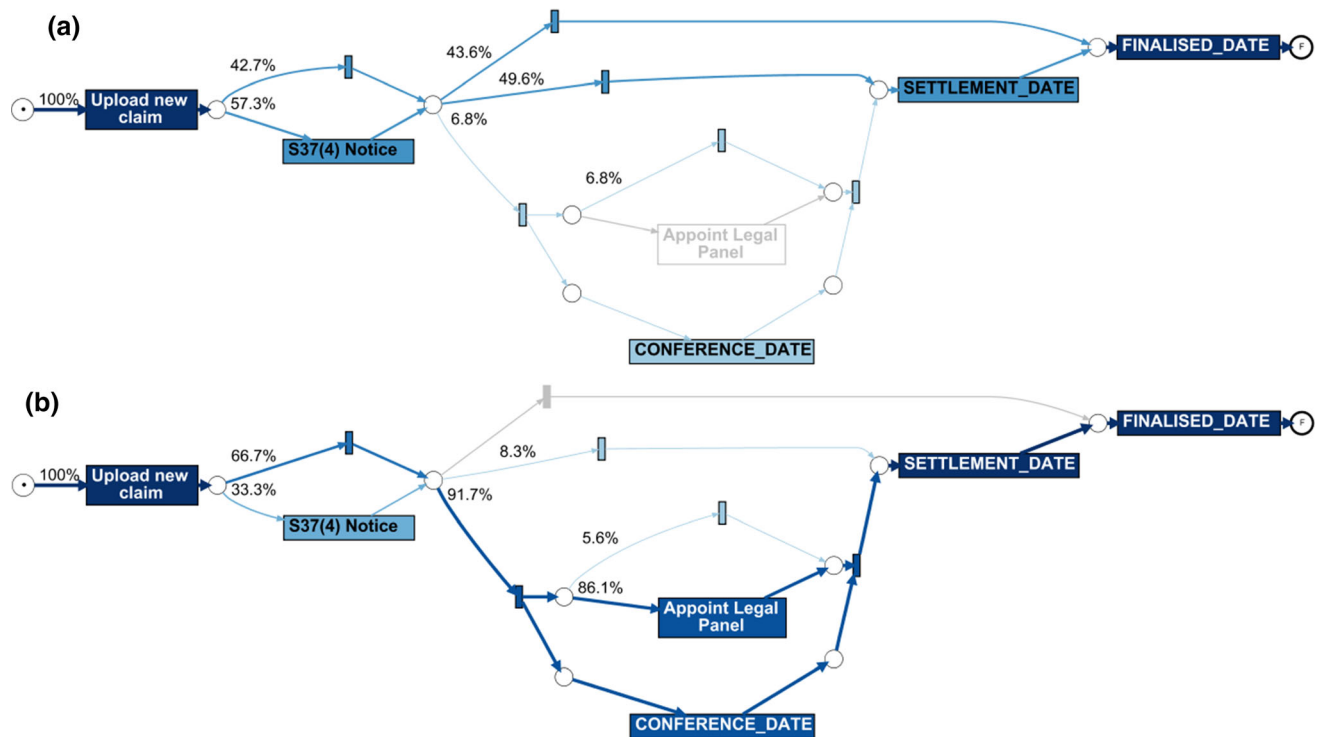 (a)
43.6%
FINALISED_DATE
F
42.7%
49.6%
100%
Upload new
claim
57.3%
6.8%
SETTLEMENT_DATE
S37(4) Notice
6.8%
Appoint Legal
Panel
CONFERENCE_DATE
(b)
FINALISED_DATE
F
66.7%
8.3%
100%
Upload new
claim
33.3%
91.7%
SETTLEMENT_DATE
S37(4) Notice
5.6%
86.1%
Appoint Legal
Panel
CONFERENCE_DATE